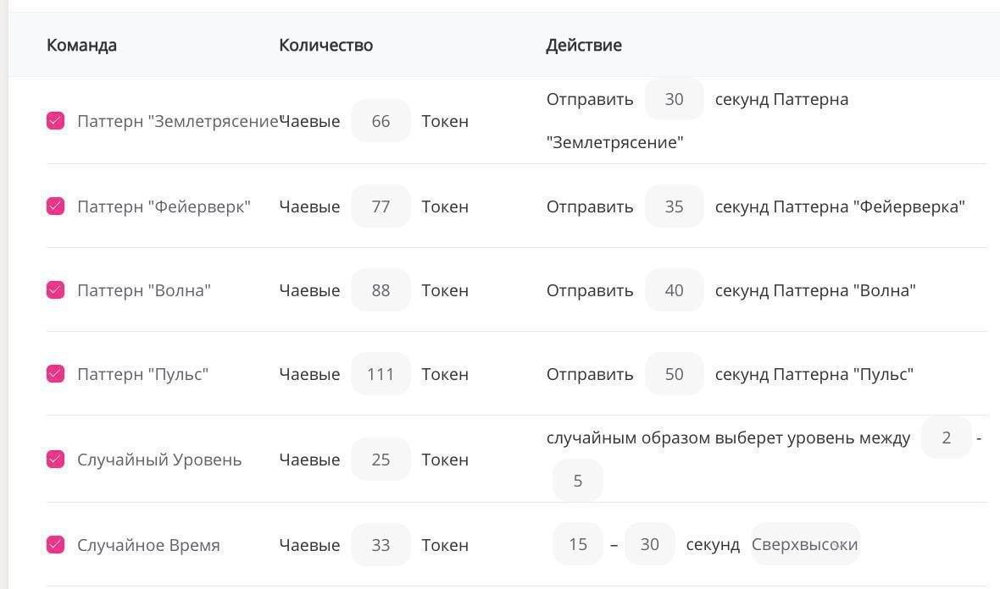 Команда Количество Действие
Паттерн "Землетрясение" Чаевые 66 Токен Отправить 30 секунд Паттерна
"Землетрясение"
Паттерн "Фейерверк" Чаевые 77 Токен Отправить 35 секунд Паттерна "Фейерверка"
Паттерн "Волна" Чаевые 88 Токен Отправить 40 секунд Паттерна "Волна"
Паттерн "Пульс" Чаевые 111 Токен Отправить 50 секунд Паттерна "Пульс"
Случайный Уровень Чаевые 25 Токен случайным образом выберет уровень между 2 -
5
Случайное Время Чаевые 33 Токен 15 – 30 секунд Сверхвысоки